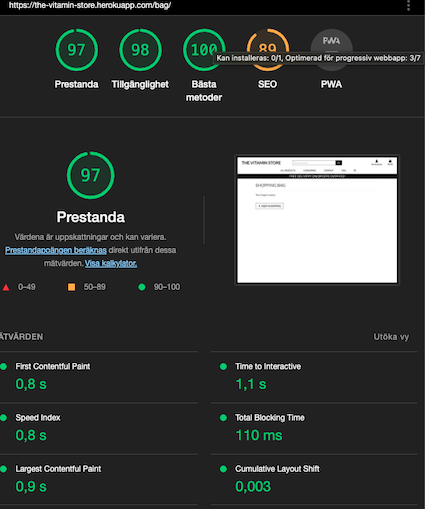 https://the-vitamin-store.herokuapp.com/bag/
97
98
100
89
PWA
Kan installeras: 0/1, Optimerad för progressiv webbapp: 3/7
Prestanda
Tillgänglighet
Bästa
metoder
SEO
PWA
97
Prestanda
Värdena är uppskattningar och kan variera.
Prestandapoängen beräknas direkt utifrån dessa
mätvärden. Visa kalkylator.
0–49
50–89
90–100
THE VITAMIN STORE
SHOPPING BAG
ÄTVÄRDEN
Utöka vy
First Contentful Paint
0,8 s
Time to Interactive
1,1 s
Speed Index
0,8 s
Total Blocking Time
110 ms
Largest Contentful Paint
0,9 s
Cumulative Layout Shift
0,003